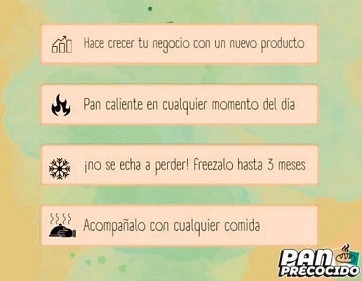 Hace crecer tu negocio con un nuevo producto
Pan caliente en cualquier momento del dia
¡no se echa a perder! freezalo hasta 3 meses
Acompañalo con cualquier comida
PAN
PRECOCIDO